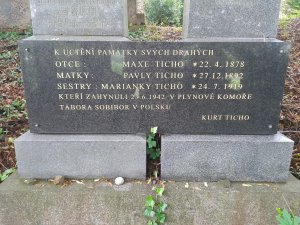 K UCTĚNÍ PAMÁTKY SVÝCH DRAHÝCH
OTCE : MAXE TICHO *22.4.1878
MATKY : PAVLY TICHO *27.12.1892
SESTRY : MARIANKY TICHO *24.7.1919
KTEŘÍ ZAHYNULI 23.6.1942 V PLYNOVÉ KOMOŘE
TÁBORA SOBIBOR V POLSKU
KURT TICHO